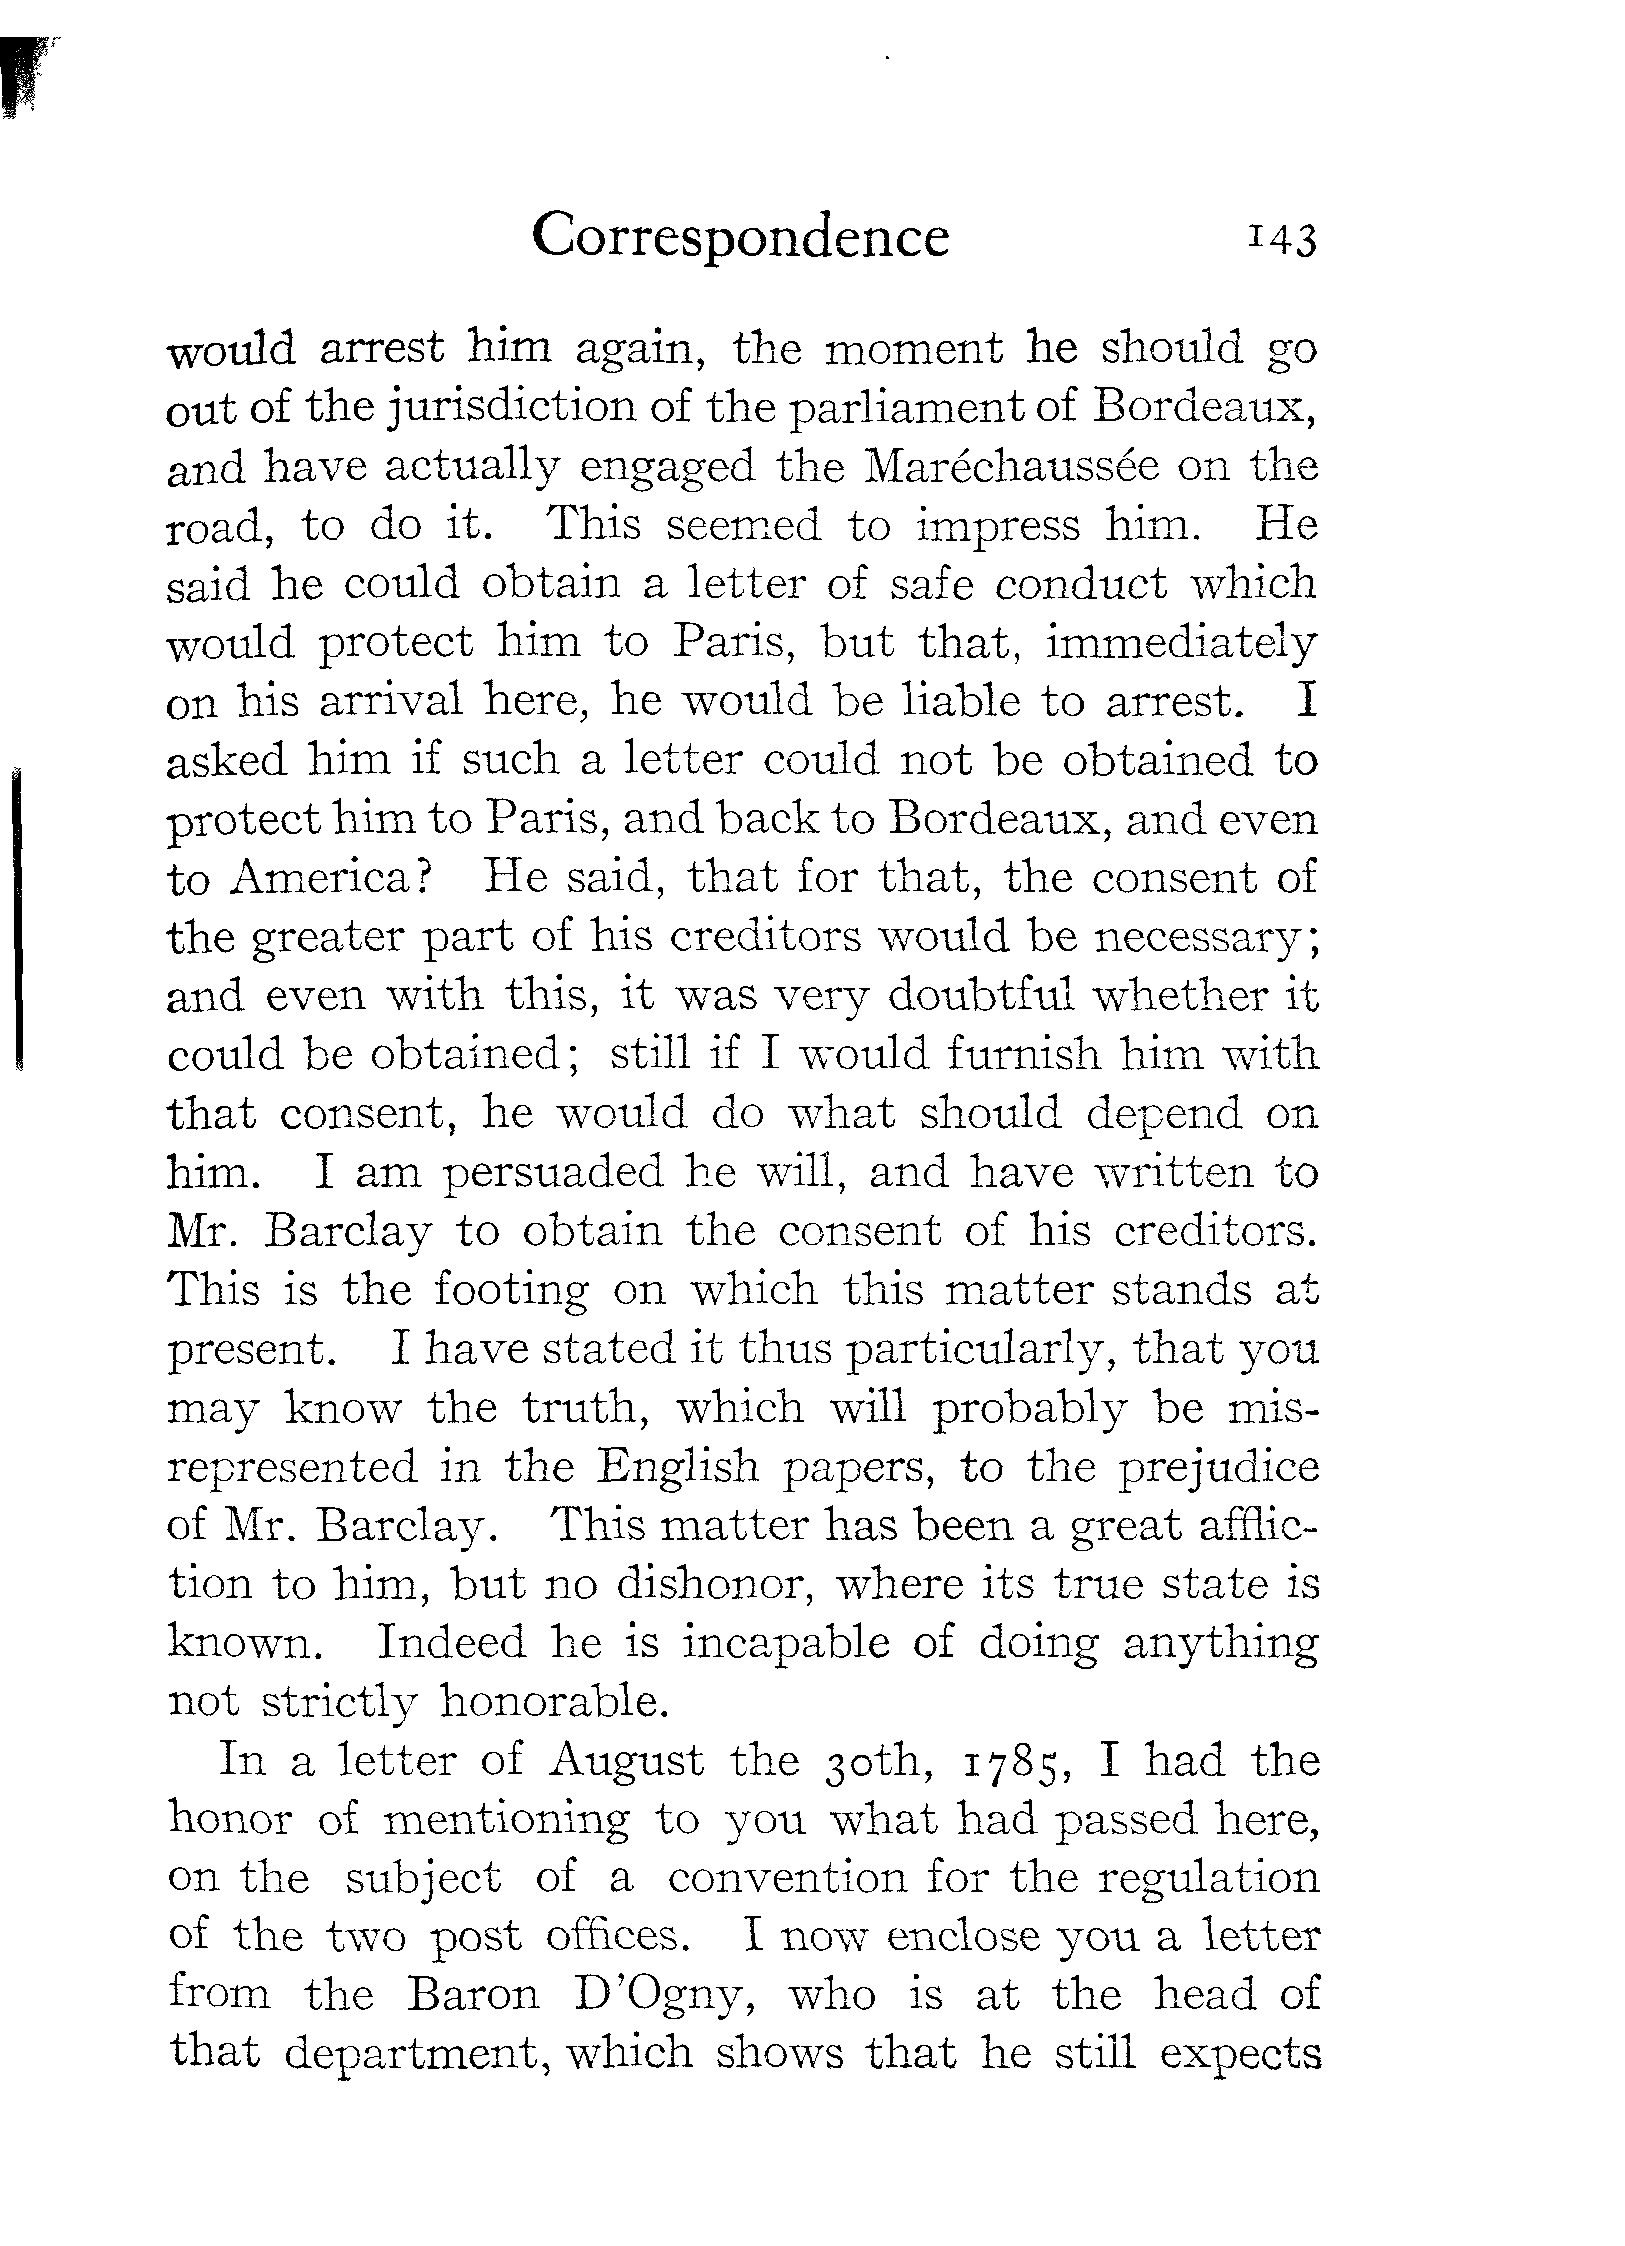 Correspondence 143
would arrest him again, the moment he should go
out of the jurisdiction of the parliament of Bordeaux,
and have actually engaged the Maréchaussée on the
road, to do it. This seemed to impress him. He
said he could obtain a letter of safe conduct which
would protect him to Paris, but that, immediately
on his arrival here, he would be liable to arrest. I
asked him if such a letter could not be obtained to
protect him to Paris, and back to Bordeaux, and even
to America? He said, that for that, the consent of
the greater part of his creditors would be necessary;
and even with this, it was very doubtful whether it
could be obtained; still if I would furnish him with
that consent, he would do what should depend on
him. I am persuaded he will, and have written to
Mr. Barclay to obtain the consent of his creditors.
This is the footing on which this matter stands at
present. I have stated it thus particularly, that you
may know the truth, which will probably be mis-
represented in the English papers, to the prejudice
of Mr. Barclay. This matter has been a great afflic-
tion to him, but no dishonor, where its true state is
known. Indeed he is incapable of doing anything
not strictly honorable.
In a letter of August the 30th, 1785, I had the
honor of mentioning to you what had passed here,
on the subject of a convention for the regulation
of the two post offices. I now enclose you a letter
from the Baron D'Ogny, who is at the head of
that department, which shows that he still expects